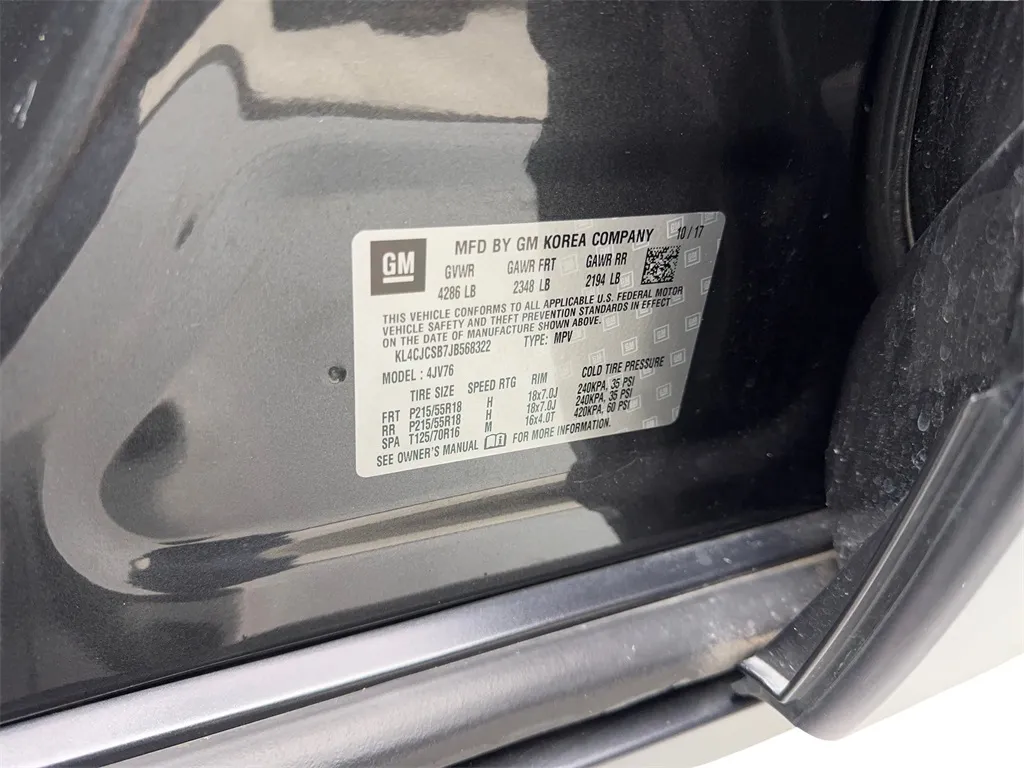 GM
MFD BY GM KOREA COMPANY 10/17
GVWR GAWR FRT GAWR RR
4286 LB 2348 LB 2194 LB
THIS VEHICLE CONFORMS TO ALL APPLICABLE U.S. FEDERAL MOTOR
VEHICLE SAFETY AND THEFT PREVENTION STANDARDS IN EFFECT
ON THE DATE OF MANUFACTURE SHOWN ABOVE.
KL4CJCSB7JB568322 TYPE: MPV
MODEL: 4JV76
TIRE SIZE SPEED RTG RIM COLD TIRE PRESSURE
FRT P215/55R18 H 18x7.0J 240KPA, 35 PSI
RR P215/55R18 H 18x7.0J 240KPA, 35 PSI
SPA T125/70R16 M 16x4.0T 420KPA, 60 PSI
SEE OWNER'S MANUAL FOR MORE INFORMATION.